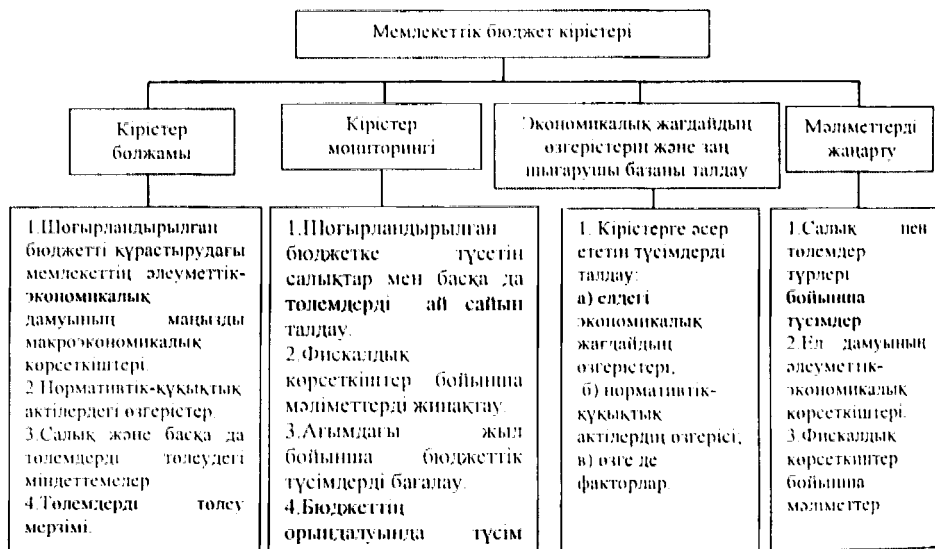 Мемлекеттік бюджет кірістері
Кірістер
болжамы
Кірістер
мониторингі
Экономикалық жағдайдың
өзгерістерін және заң
шығарушы базаны талдау
Мәліметтерді
жаңарту
1.Шоғырландырылған
бюджетті құрастырудағы
мемлекеттің әлеуметтік-
экономикалық
дамуының маңызды
макроэкономикалық
көрсеткіштері.
2.Нормативтік-құқықтық
актілердегі өзгерістер.
3.Салық және басқа да
төлемдерді төлеудегі
міндеттемелер
4.Төлемдерді төлеу
мерзімі.
1.Шоғырландырылған
бюджетке түсетін
салықтар мен басқа да
төлемдерді ай сайын
талдау.
2.Фискалдық
көрсеткіштер бойынша
мәліметтерді жинақтау.
3.Ағымдағы жыл
бойынша бюджеттік
түсімдерді бағалау.
4.Бюджеттің
орындалуында түсім
1. Кірістерге әсер
ететін түсімдерді
талдау:
а) елдегі
экономикалық
жағдайдың
өзгерістері,
б) нормативтік-
құқықтық
актілердің өзгерісі;
в) өзге де
факторлар.
1.Салық пен
төлемдер
түрлері
бойынша
түсімдер
2.Ел дамуының
әлеуметтік-
экономикалық
көрсеткіштері.
3.Фискалдық
көрсеткіштер
бойынша
мәліметтер